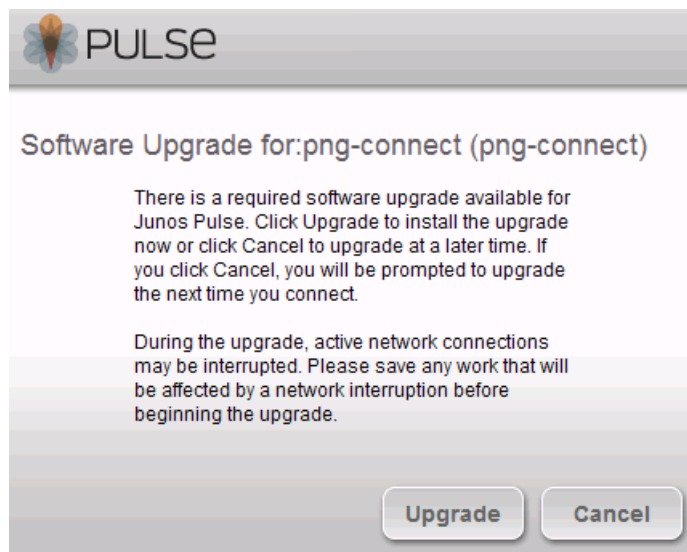 PULSE
Software Upgrade for:png-connect (png-connect)
There is a required software upgrade available for
Junos Pulse. Click Upgrade to install the upgrade
now or click Cancel to upgrade at a later time. If
you click Cancel, you will be prompted to upgrade
the next time you connect.
During the upgrade, active network connections
may be interrupted. Please save any work that will
be affected by a network interruption before
beginning the upgrade.
Upgrade Cancel